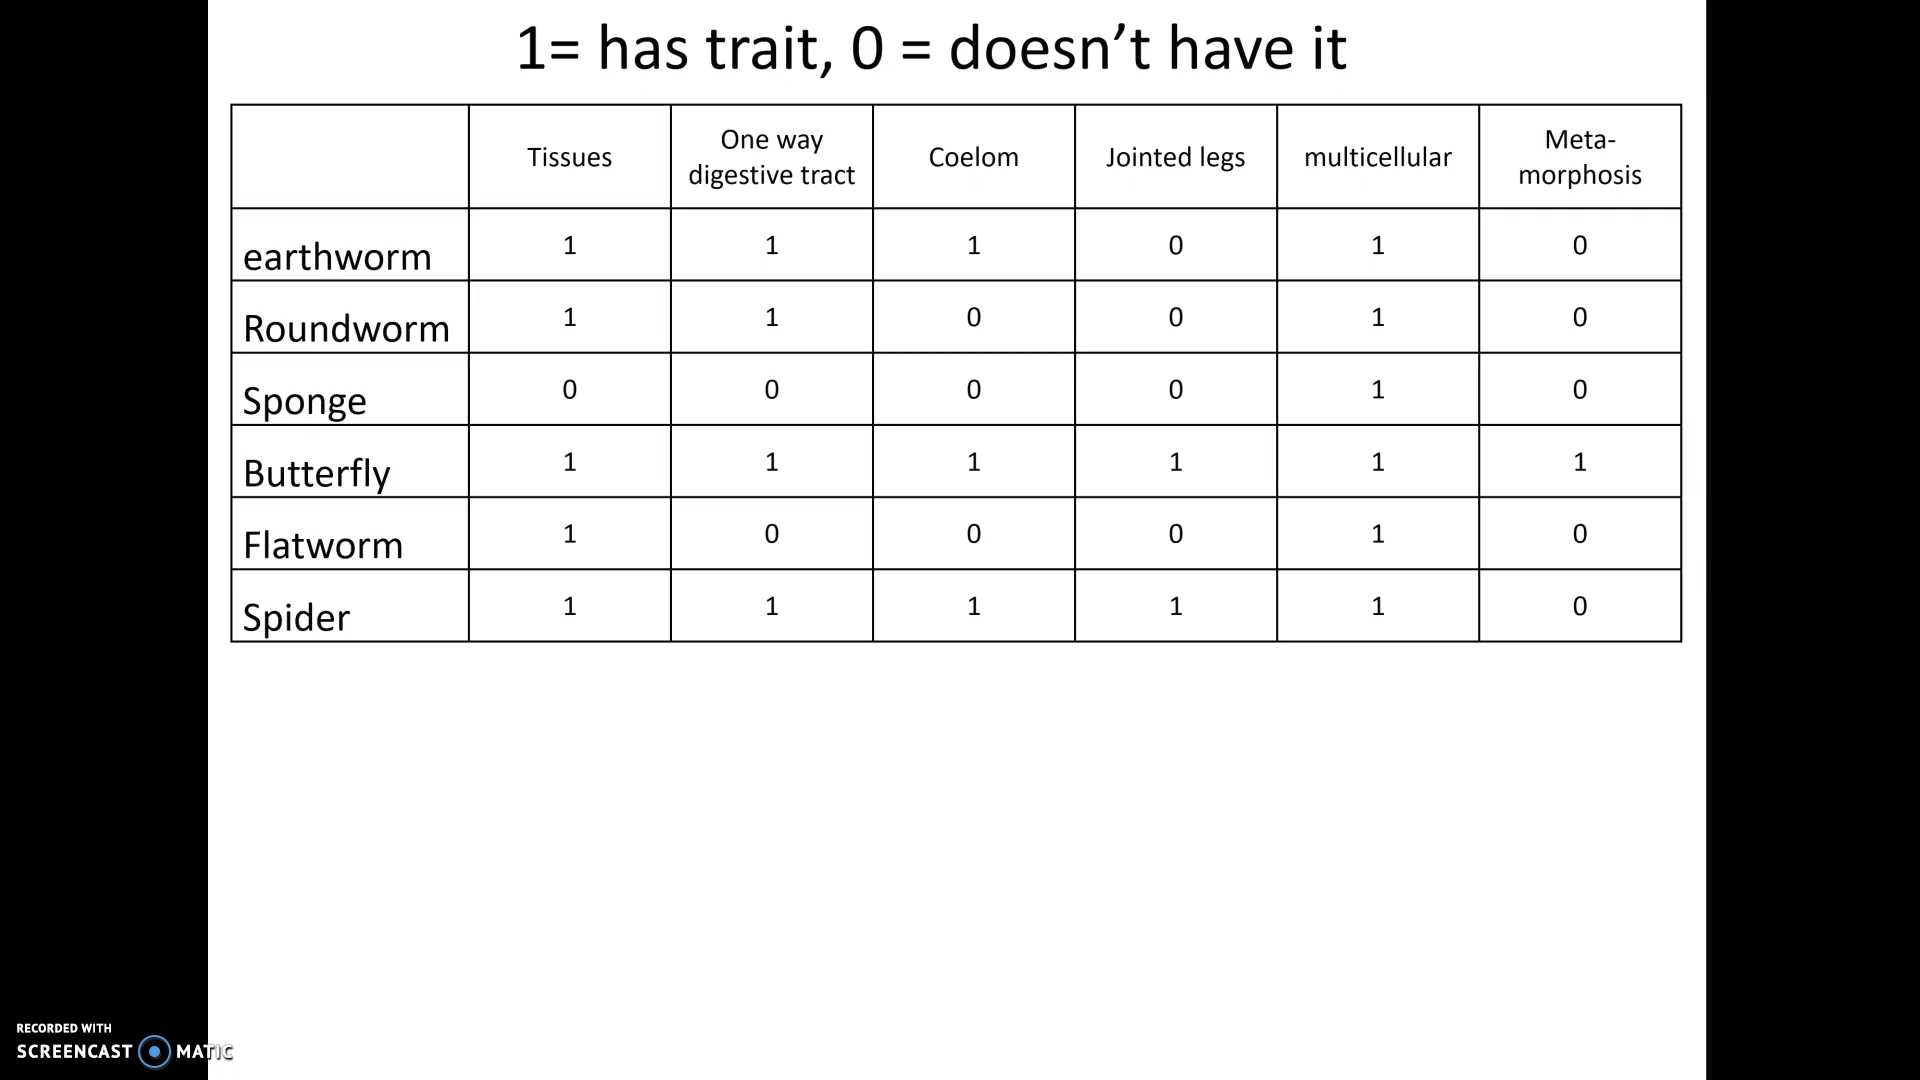 1= has trait, 0 = doesn’t have it
Tissues One way digestive tract Coelom Jointed legs multicellular Meta-morphosis
earthworm 1 1 1 0 1 0
Roundworm 1 1 0 0 1 0
Sponge 0 0 0 0 1 0
Butterfly 1 1 1 1 1 1
Flatworm 1 0 0 0 1 0
Spider 1 1 1 1 1 0
RECORDED WITH
SCREENCAST MATIC